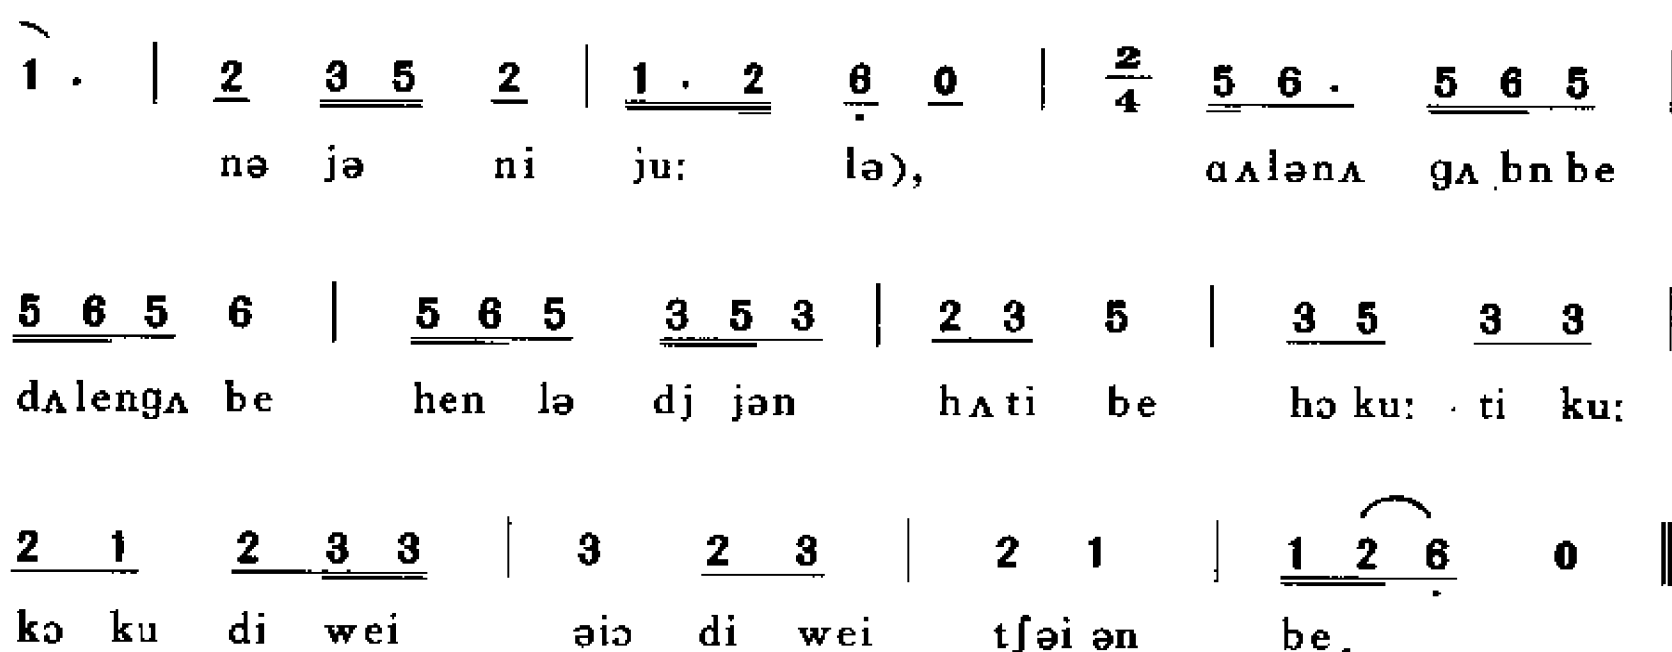 1 . | 2 3 5 2 | 1 . 2 6 0 | 2/4 5 6 . 5 6 5 |
nə jə ni ju: lə), ɑʌlənʌ gʌ bn be
5 6 5 6 | 5 6 5 3 5 3 | 2 3 5 | 3 5 3 3 |
dʌlengʌ be hen lə dj jən hʌti be hɔ ku: ti ku:
2 1 2 3 3 | 3 2 3 | 2 1 | 1 2 6 0 ‖
kɔ ku di wei əiɔ di wei tʃəi ən be.